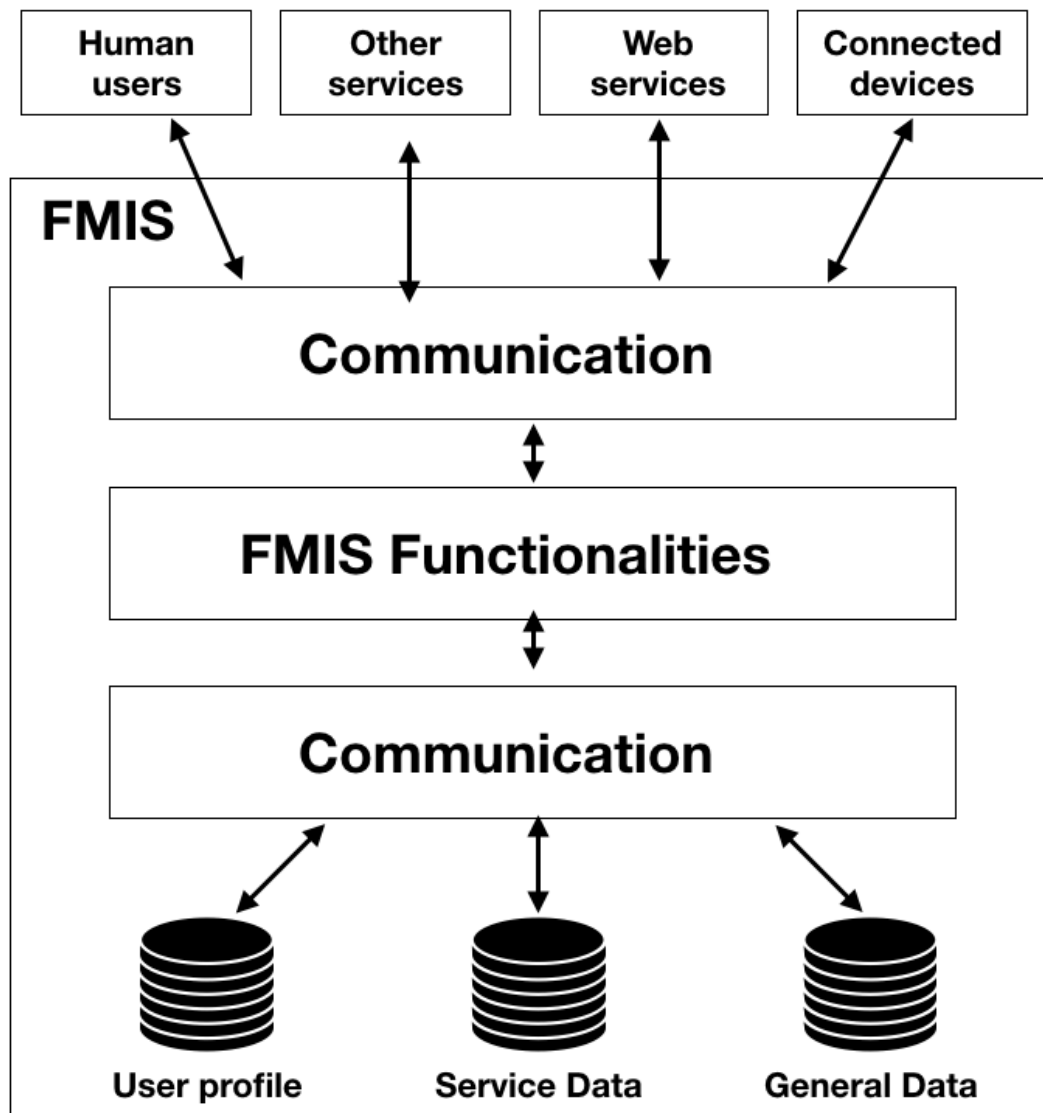 Human
users
Other
services
Web
services
Connected
devices
FMIS
Communication
FMIS Functionalities
Communication
User profile
Service Data
General Data